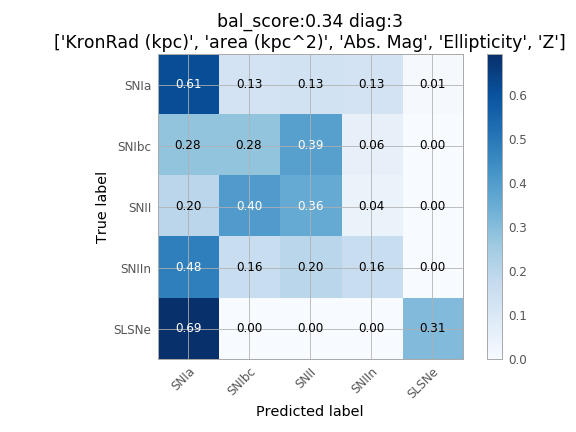 bal_score:0.34 diag:3
['KronRad (kpc)', 'area (kpc^2)', 'Abs. Mag', 'Ellipticity', 'Z']
True label
SNIa 0.61 0.13 0.13 0.13 0.01
SNIbc 0.28 0.28 0.39 0.06 0.00
SNII 0.20 0.40 0.36 0.04 0.00
SNIIn 0.48 0.16 0.20 0.16 0.00
SLSNe 0.69 0.00 0.00 0.00 0.31
SNIa SNIbc SNII SNIIn SLSNe
Predicted label
0.6
0.5
0.4
0.3
0.2
0.1
0.0